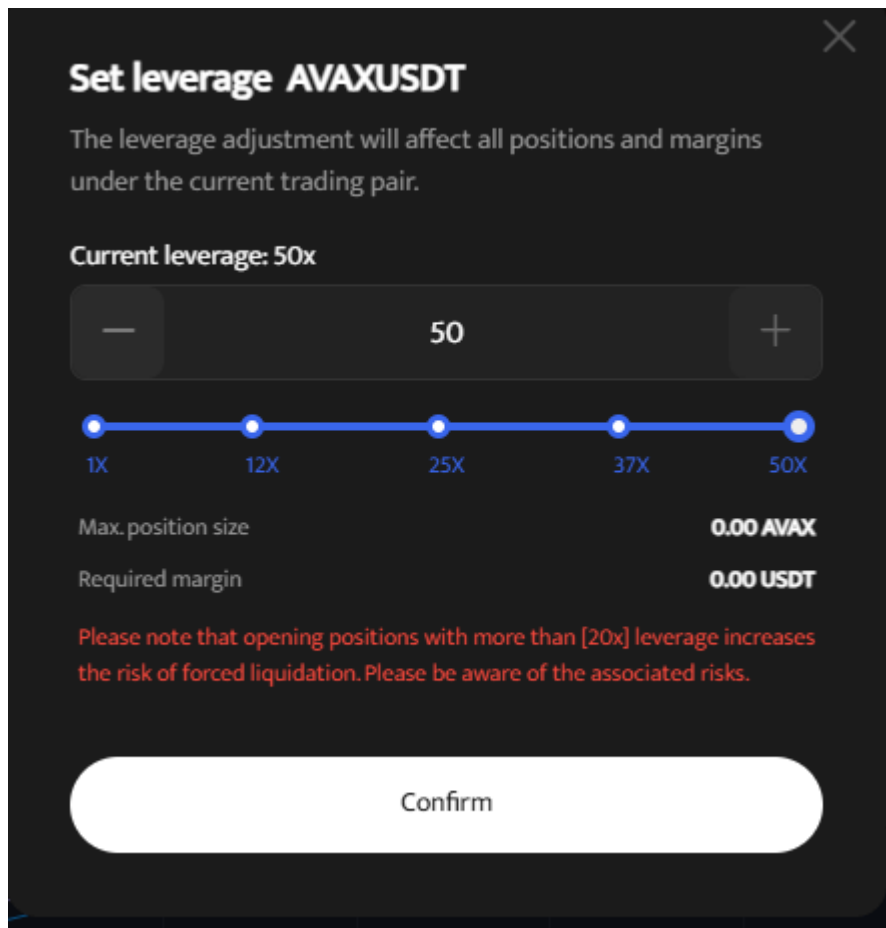 Set leverage AVAXUSDT
The leverage adjustment will affect all positions and margins
under the current trading pair.
Current leverage: 50x
50
1X 12X 25X 37X 50X
Max. position size 0.00 AVAX
Required margin 0.00 USDT
Please note that opening positions with more than [20x] leverage increases
the risk of forced liquidation. Please be aware of the associated risks.
Confirm